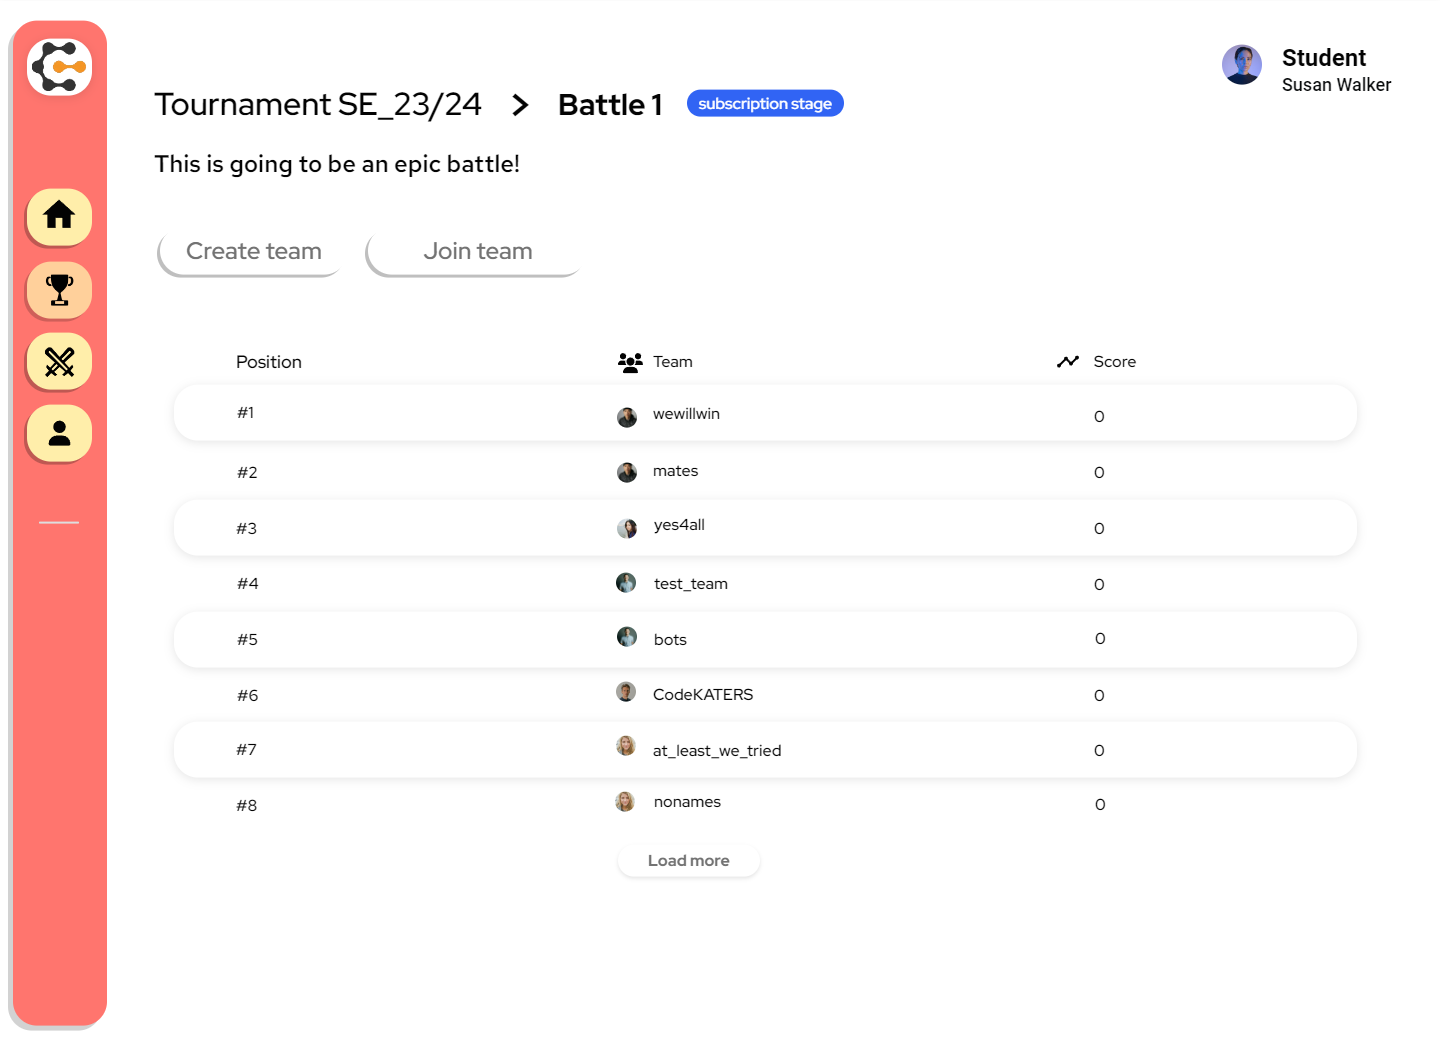 Student
Susan Walker
Tournament SE_23/24 > Battle 1 subscription stage
This is going to be an epic battle!
Create team Join team
Position Team Score
#1 wewillwin 0
#2 mates 0
#3 yes4all 0
#4 test_team 0
#5 bots 0
#6 CodeKATERS 0
#7 at_least_we_tried 0
#8 nonames 0
Load more